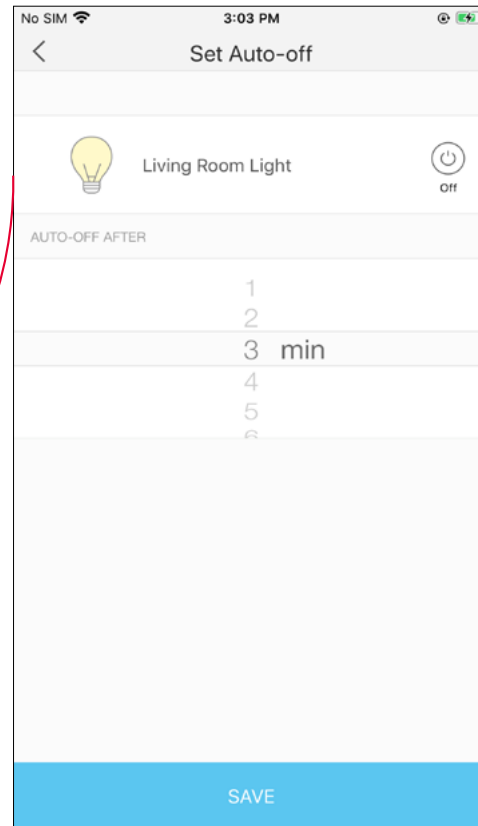 No SIM 3:03 PM
Set Auto-off
Living Room Light
Off
AUTO-OFF AFTER
1
2
3 min
4
5
6
SAVE